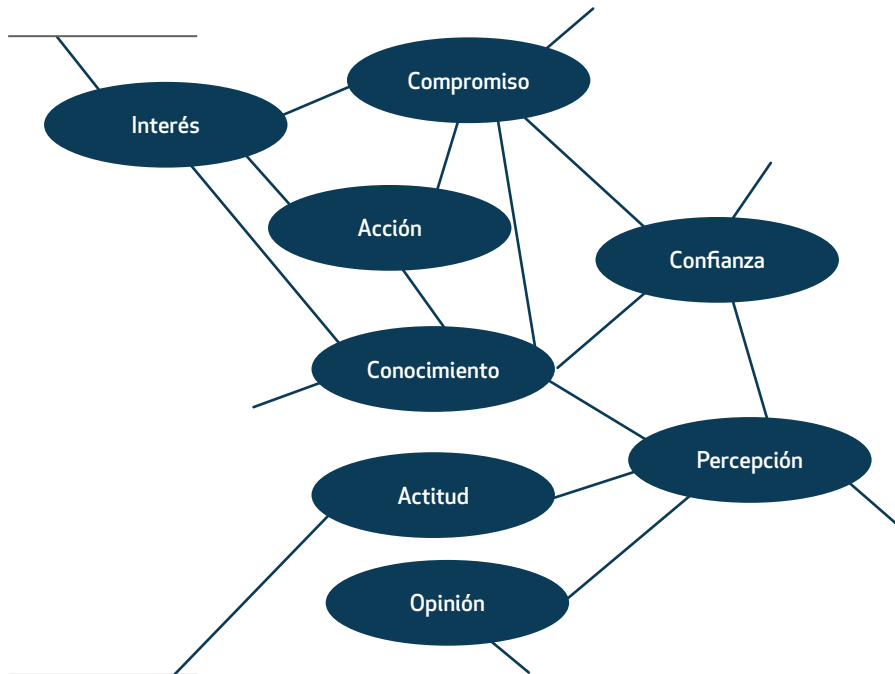 Compromiso
Interés
Acción
Confianza
Conocimiento
Percepción
Actitud
Opinión